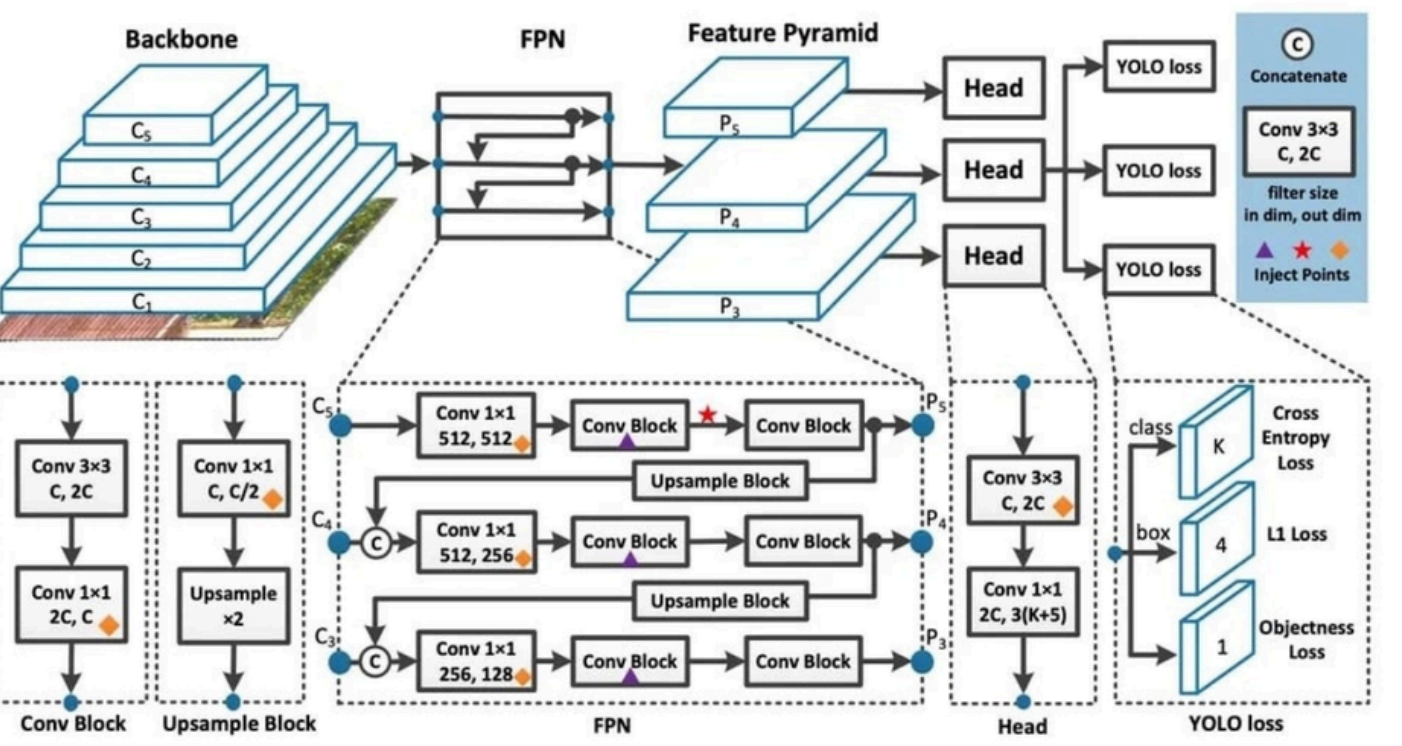 Backbone
FPN
Feature Pyramid
C5
C4
C3
C2
C1
P5
P4
P3
Head
Head
Head
YOLO loss
YOLO loss
YOLO loss
C
Concatenate
Conv 3×3
C, 2C
filter size
in dim, out dim
Inject Points
Conv 3×3
C, 2C
Conv 1×1
2C, C
Conv Block
Conv 1×1
C, C/2
Upsample
×2
Upsample Block
C5
Conv 1×1
512, 512
Conv Block
Conv Block
P5
Upsample Block
C4
C
Conv 1×1
512, 256
Conv Block
Conv Block
P4
Upsample Block
C3
C
Conv 1×1
256, 128
Conv Block
Conv Block
P3
FPN
Conv 3×3
C, 2C
Conv 1×1
2C, 3(K+5)
Head
class
K
Cross
Entropy
Loss
box
4
L1 Loss
1
Objectness
Loss
YOLO loss